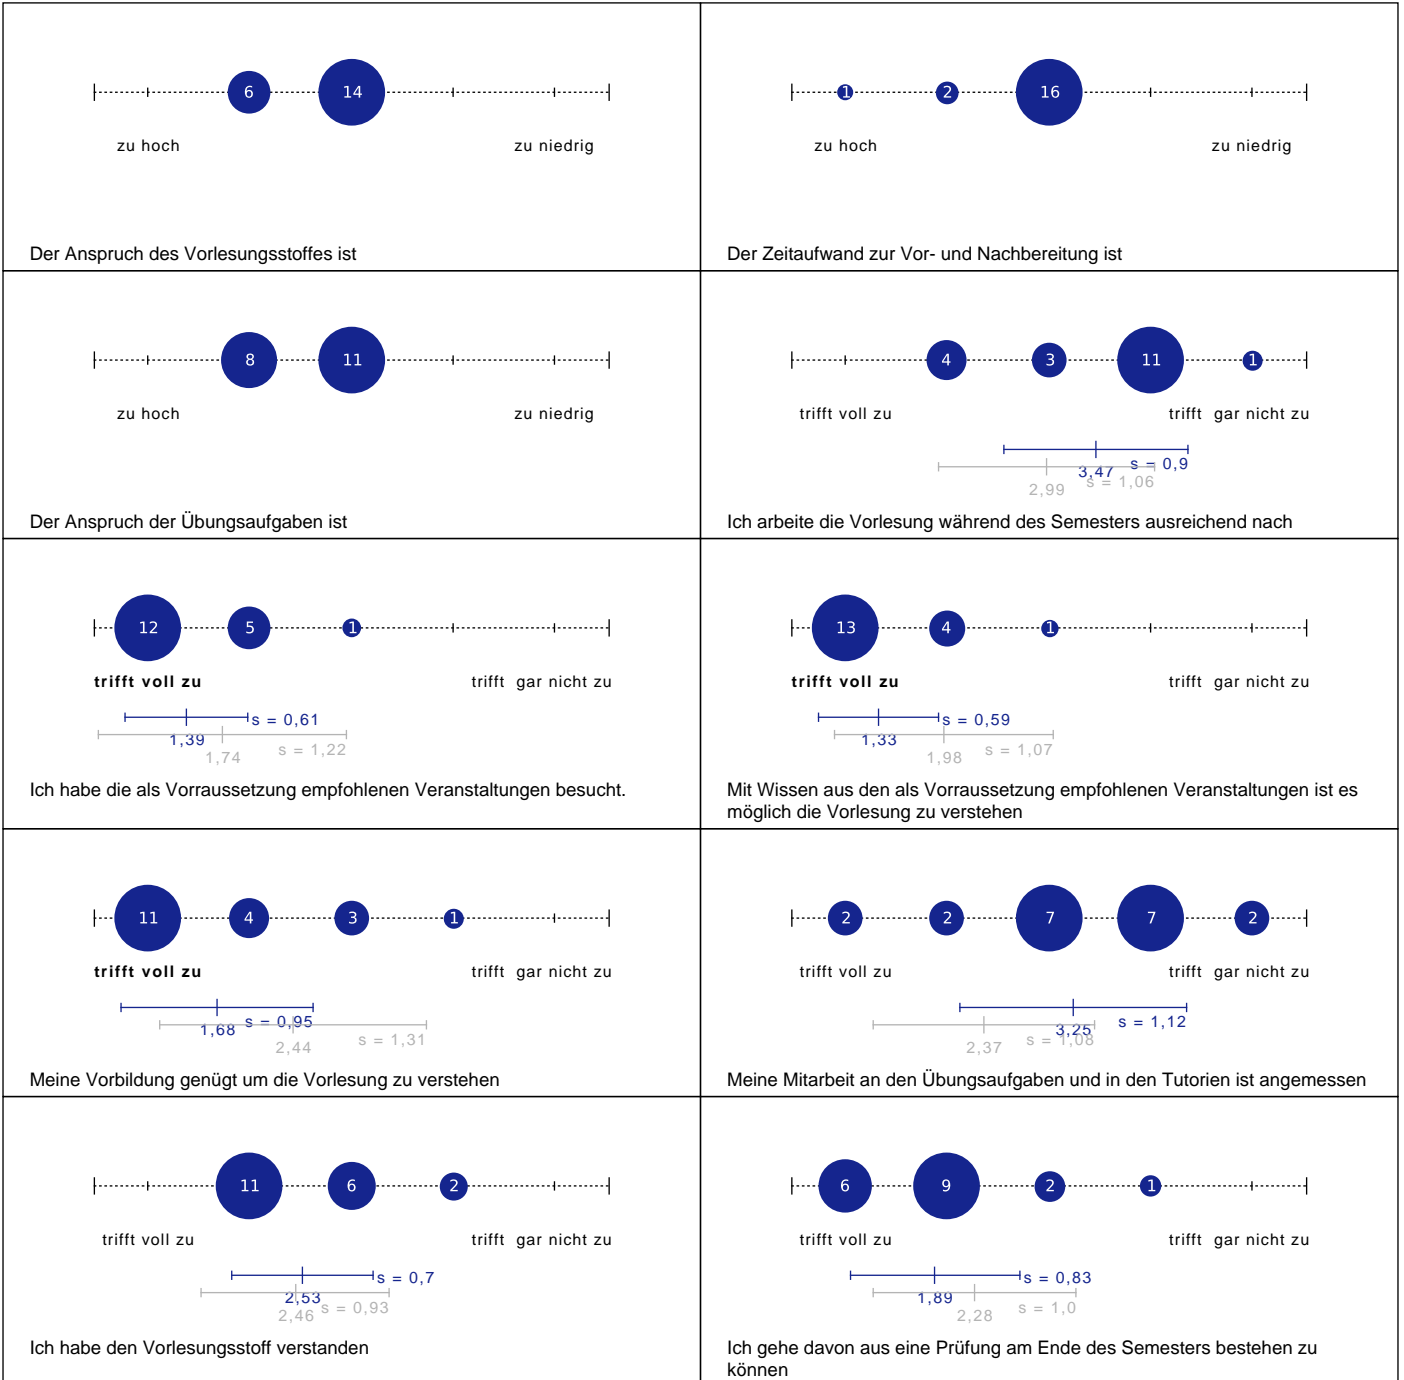 6 14
zu hoch zu niedrig
Der Anspruch des Vorlesungsstoffes ist
1 2 16
zu hoch zu niedrig
Der Zeitaufwand zur Vor- und Nachbereitung ist
8 11
zu hoch zu niedrig
Der Anspruch der Übungsaufgaben ist
4 3 11 1
trifft voll zu trifft gar nicht zu
3,47 s = 0,9
2,99 s = 1,06
Ich arbeite die Vorlesung während des Semesters ausreichend nach
12 5 1
trifft voll zu trifft gar nicht zu
1,39 s = 0,61
1,74 s = 1,22
Ich habe die als Vorraussetzung empfohlenen Veranstaltungen besucht.
13 4 1
trifft voll zu trifft gar nicht zu
1,33 s = 0,59
1,98 s = 1,07
Mit Wissen aus den als Vorraussetzung empfohlenen Veranstaltungen ist es
möglich die Vorlesung zu verstehen
11 4 3 1
trifft voll zu trifft gar nicht zu
1,68 s = 0,95
2,44 s = 1,31
Meine Vorbildung genügt um die Vorlesung zu verstehen
2 2 7 7 2
trifft voll zu trifft gar nicht zu
3,25 s = 1,12
2,37 s = 1,08
Meine Mitarbeit an den Übungsaufgaben und in den Tutorien ist angemessen
11 6 2
trifft voll zu trifft gar nicht zu
2,53 s = 0,7
2,46 s = 0,93
Ich habe den Vorlesungsstoff verstanden
6 9 2 1
trifft voll zu trifft gar nicht zu
1,89 s = 0,83
2,28 s = 1,0
Ich gehe davon aus eine Prüfung am Ende des Semesters bestehen zu
können